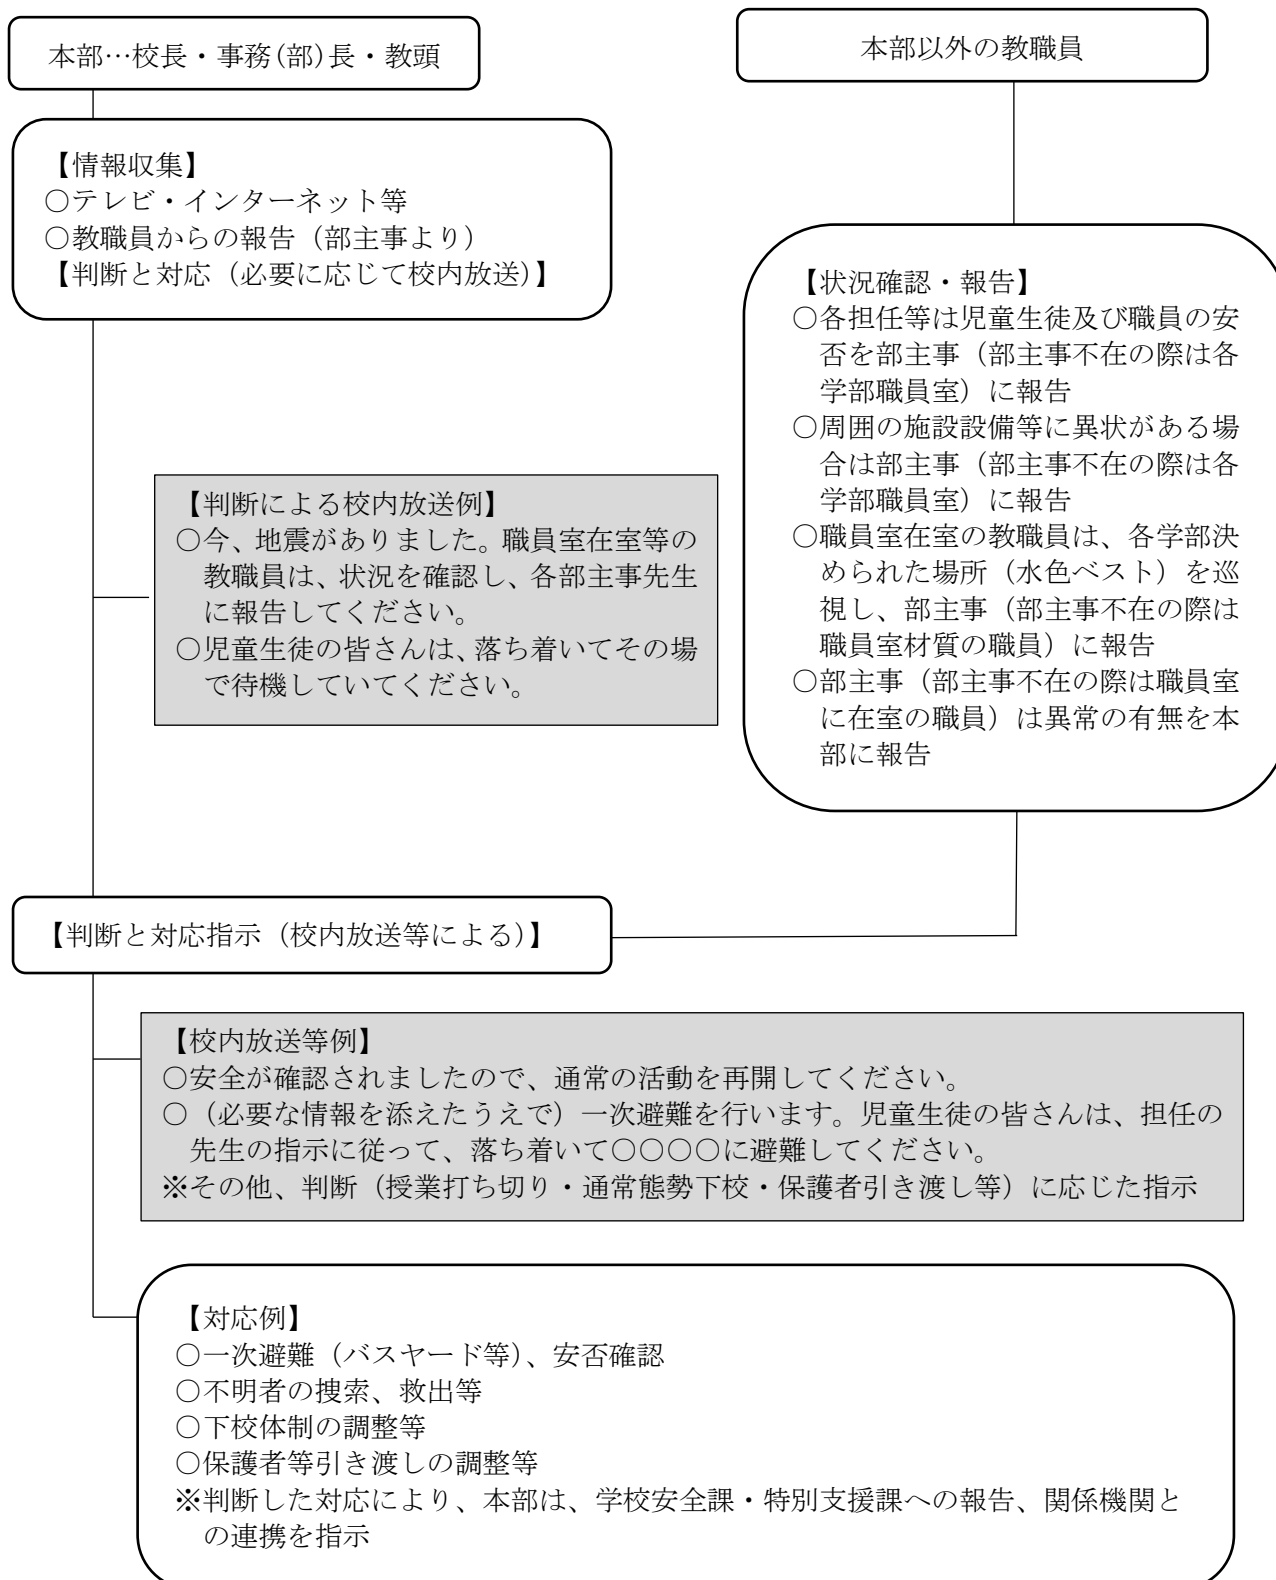 本部…校長・事務(部)長・教頭
本部以外の教職員
【情報収集】
○テレビ・インターネット等
○教職員からの報告（部主事より）
【判断と対応（必要に応じて校内放送）】
【状況確認・報告】
○各担任等は児童生徒及び職員の安
否を部主事（部主事不在の際は各
学部職員室）に報告
○周囲の施設設備等に異状がある場
合は部主事（部主事不在の際は各
学部職員室）に報告
○職員室在室の教職員は、各学部決
められた場所（水色ベスト）を巡
視し、部主事（部主事不在の際は
職員室材質の職員）に報告
○部主事（部主事不在の際は職員室
に在室の職員）は異常の有無を本
部に報告
【判断による校内放送例】
○今、地震がありました。職員室在室等の
教職員は、状況を確認し、各部主事先生
に報告してください。
○児童生徒の皆さんは、落ち着いてその場
で待機していてください。
【判断と対応指示（校内放送等による）】
【校内放送等例】
○安全が確認されましたので、通常の活動を再開してください。
○（必要な情報を添えたうえで）一次避難を行います。児童生徒の皆さんは、担任の
先生の指示に従って、落ち着いて○○○○に避難してください。
※その他、判断（授業打ち切り・通常態勢下校・保護者引き渡し等）に応じた指示
【対応例】
○一次避難（バスヤード等）、安否確認
○不明者の捜索、救出等
○下校体制の調整等
○保護者等引き渡しの調整等
※判断した対応により、本部は、学校安全課・特別支援課への報告、関係機関と
の連携を指示